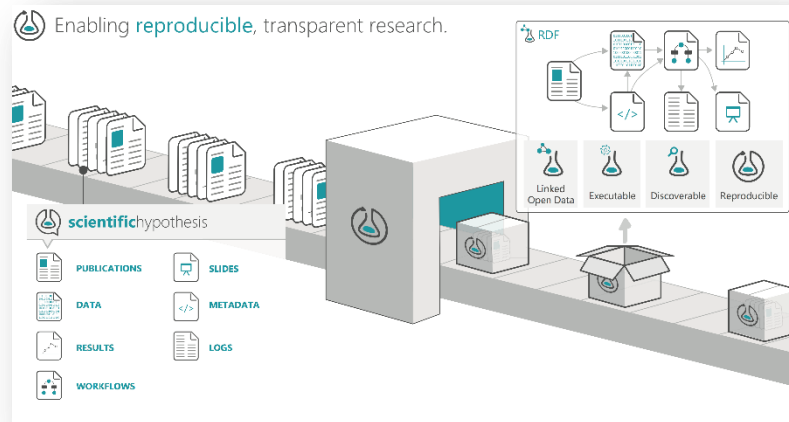 Enabling reproducible, transparent research.
RDF
</>
Linked
Open Data
Executable
Discoverable
Reproducible
scientifichypothesis
PUBLICATIONS
SLIDES
DATA
</>
METADATA
RESULTS
LOGS
WORKFLOWS